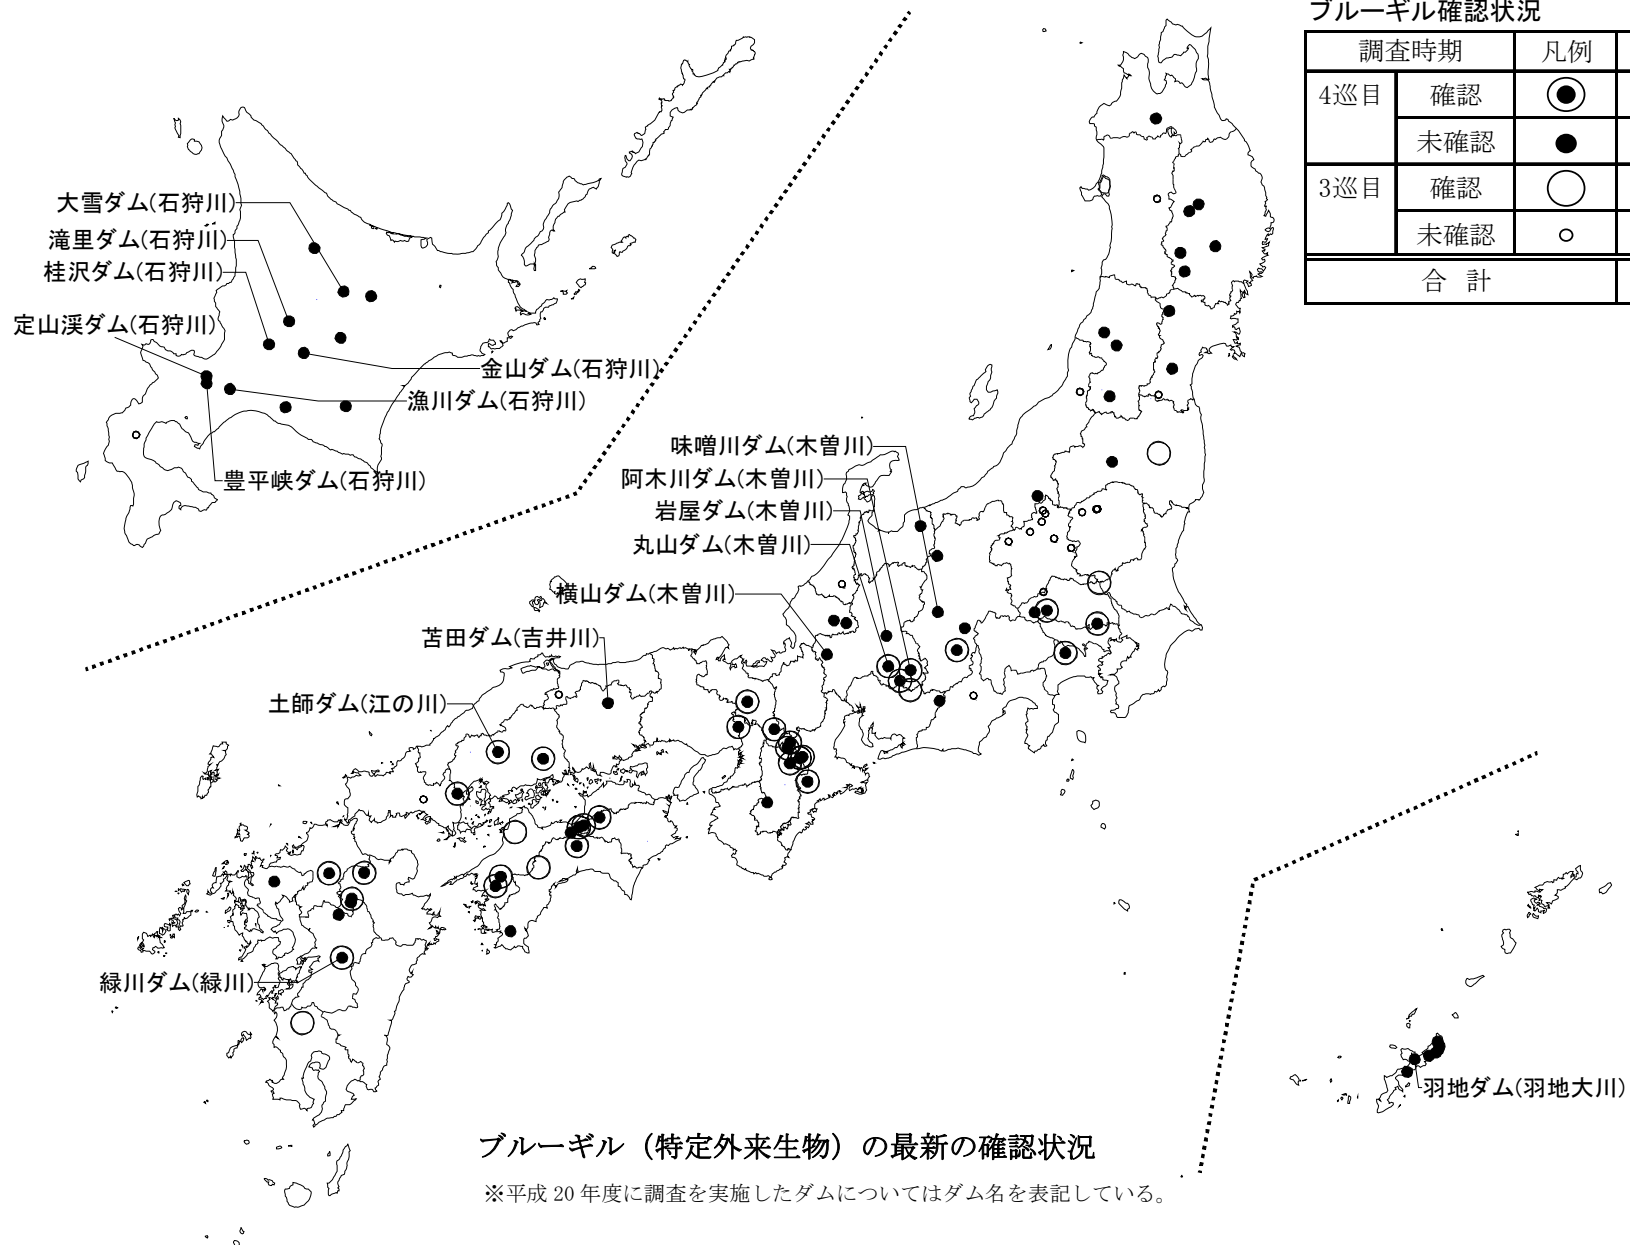 ブルーギル確認状況
調査時期 凡例
4巡目 確認
未確認
3巡目 確認
未確認
合 計
大雪ダム(石狩川)
滝里ダム(石狩川)
桂沢ダム(石狩川)
定山渓ダム(石狩川)
金山ダム(石狩川)
漁川ダム(石狩川)
豊平峡ダム(石狩川)
味噌川ダム(木曽川)
阿木川ダム(木曽川)
岩屋ダム(木曽川)
丸山ダム(木曽川)
横山ダム(木曽川)
苫田ダム(吉井川)
土師ダム(江の川)
緑川ダム(緑川)
羽地ダム(羽地大川)
ブルーギル（特定外来生物）の最新の確認状況
※平成 20 年度に調査を実施したダムについてはダム名を表記している。